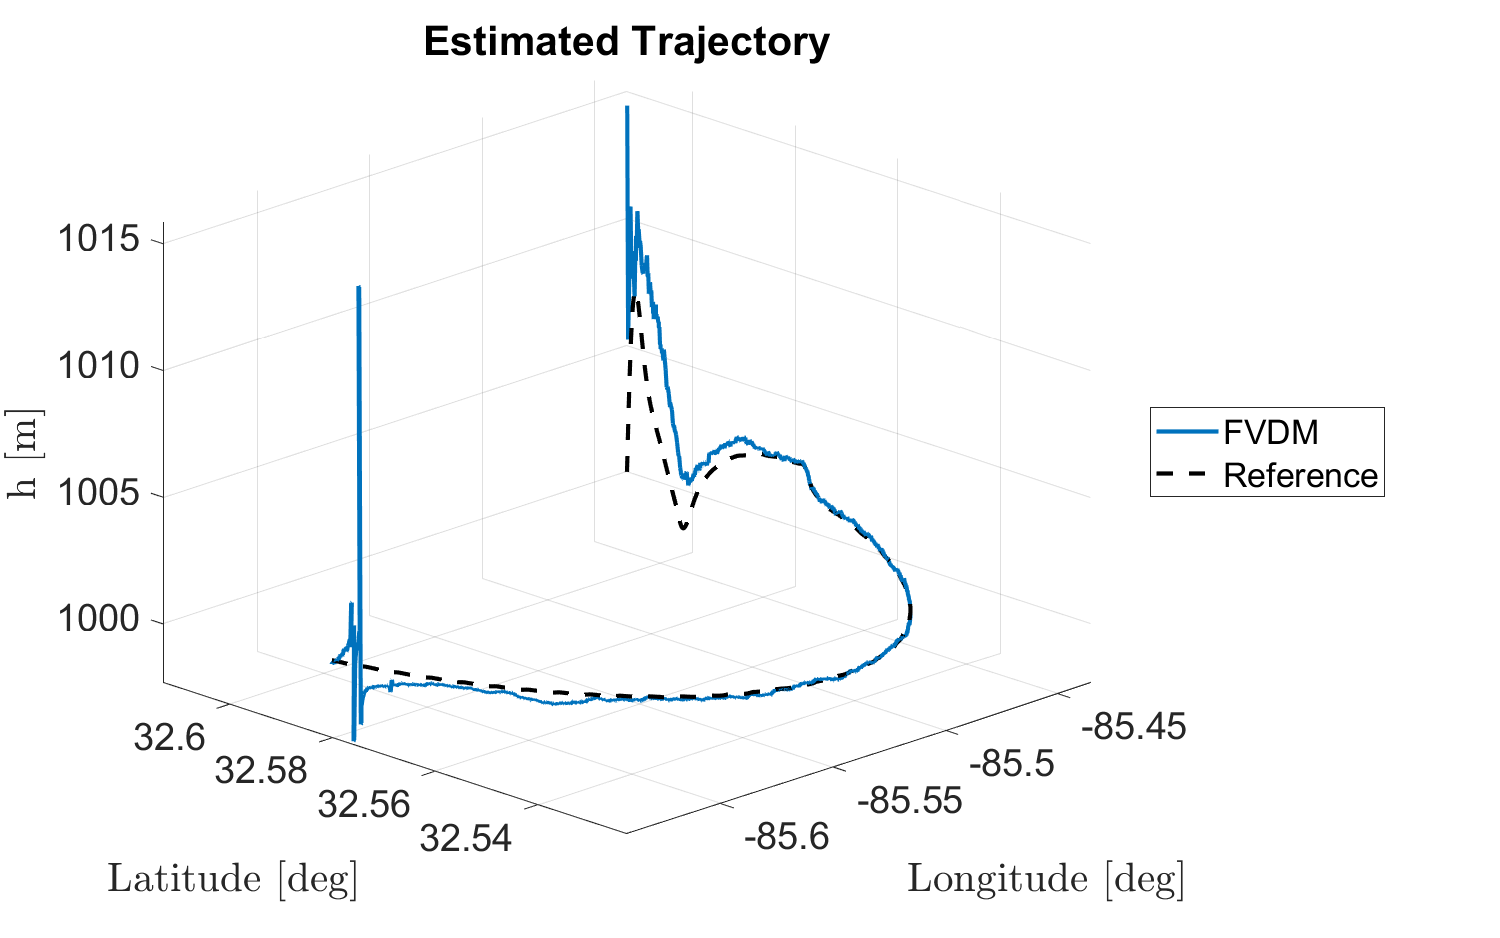 Estimated Trajectory
1015
1010
1005
1000
h [m]
FVDM
Reference
32.6
32.58
32.56
32.54
-85.45
-85.5
-85.55
-85.6
Latitude [deg]
Longitude [deg]